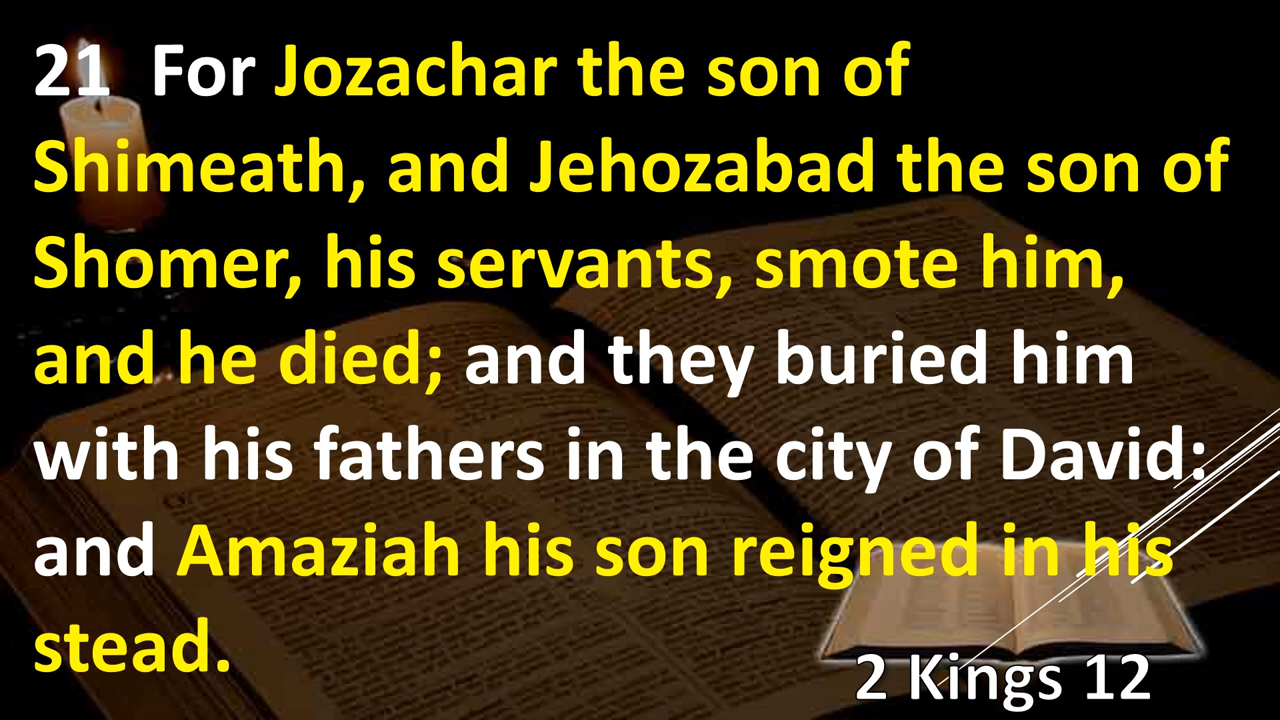 21 For Jozachar the son of
Shimeath, and Jehozabad the son of
Shomer, his servants, smote him,
and he died; and they buried him
with his fathers in the city of David:
and Amaziah his son reigned in his
stead.
2 Kings 12